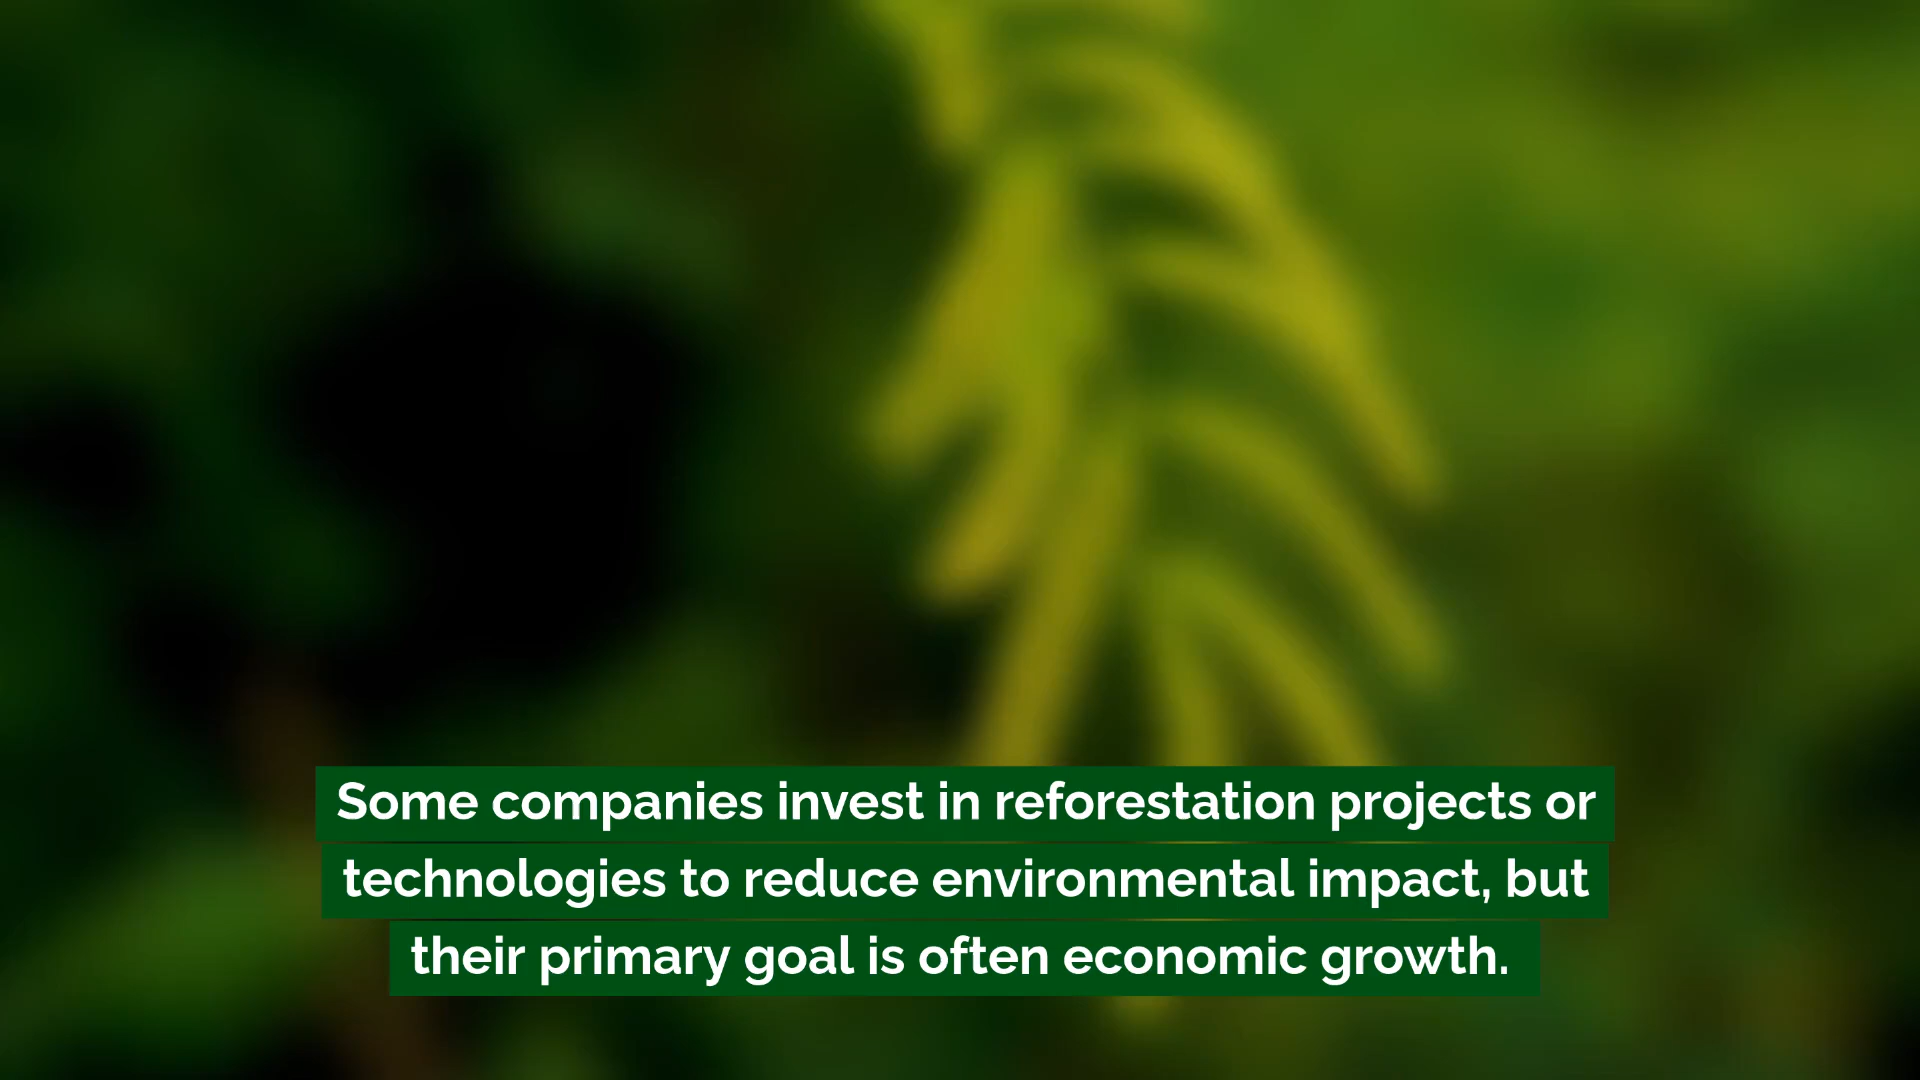 Some companies invest in reforestation projects or
technologies to reduce environmental impact, but
their primary goal is often economic growth.